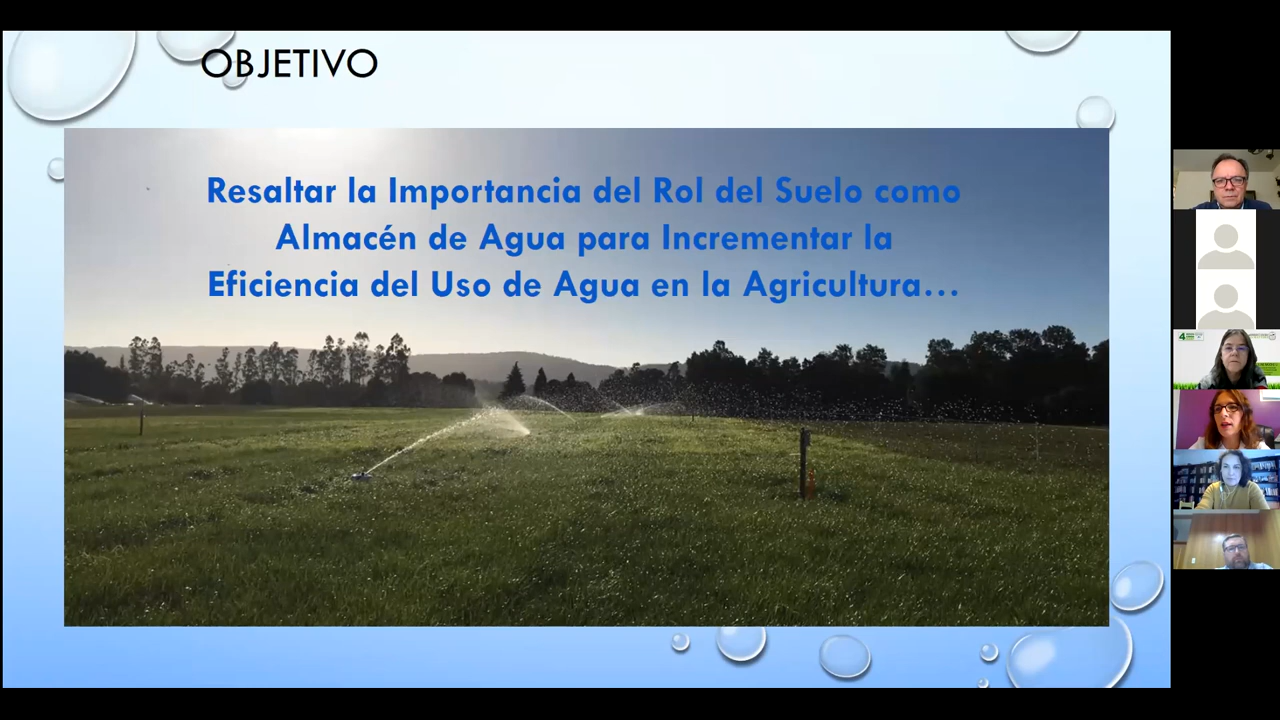 OBJETIVO
Resaltar la Importancia del Rol del Suelo como
Almacén de Agua para Incrementar la
Eficiencia del Uso de Agua en la Agricultura...